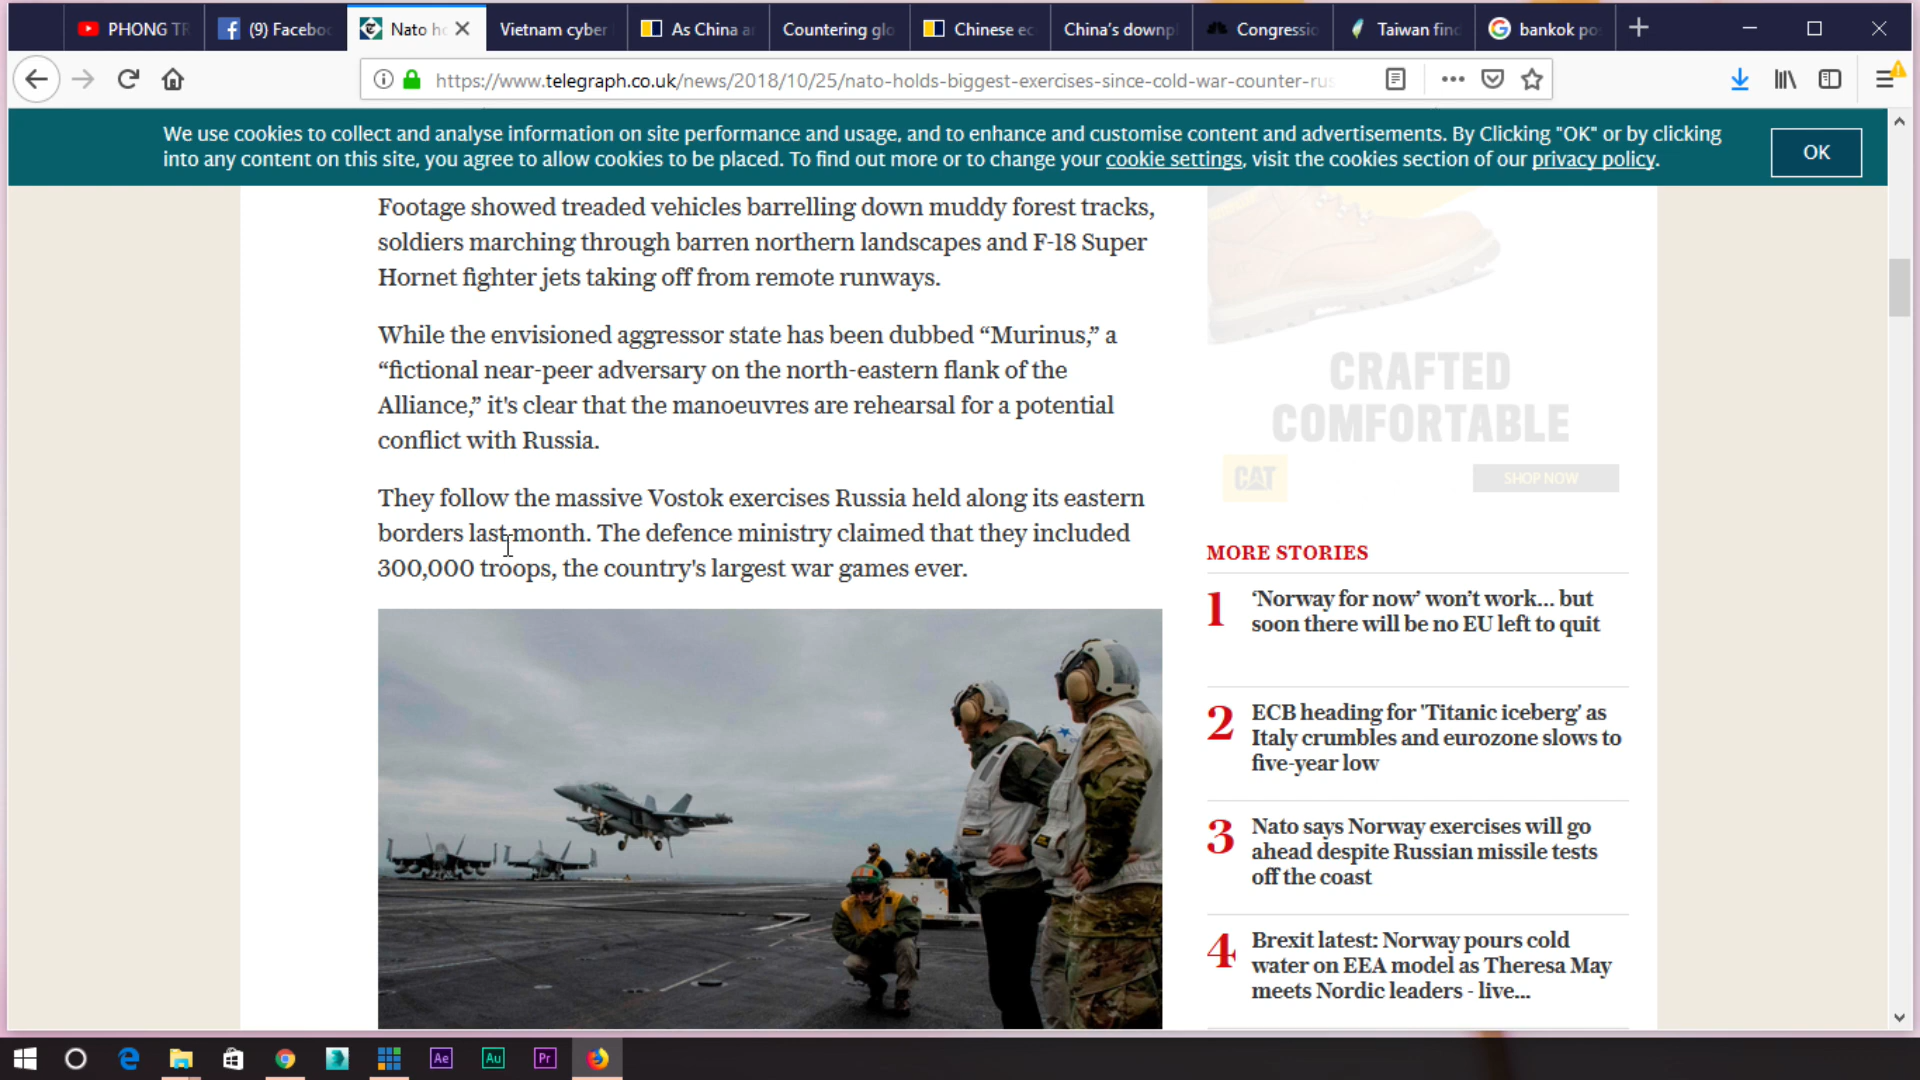 PHONG TR
(9) Facebo
Nato ho
Vietnam cyber
As China a
Countering glo
Chinese ec
China's downpl
Congressio
Taiwan find
bankok po
https://www.telegraph.co.uk/news/2018/10/25/nato-holds-biggest-exercises-since-cold-war-counter-rus
We use cookies to collect and analyse information on site performance and usage, and to enhance and customise content and advertisements. By Clicking "OK" or by clicking
into any content on this site, you agree to allow cookies to be placed. To find out more or to change your cookie settings, visit the cookies section of our privacy policy.
OK
Footage showed treaded vehicles barrelling down muddy forest tracks,
soldiers marching through barren northern landscapes and F-18 Super
Hornet fighter jets taking off from remote runways.
While the envisioned aggressor state has been dubbed “Murinus,” a
“fictional near-peer adversary on the north-eastern flank of the
Alliance,” it's clear that the manoeuvres are rehearsal for a potential
conflict with Russia.
They follow the massive Vostok exercises Russia held along its eastern
borders last month. The defence ministry claimed that they included
300,000 troops, the country's largest war games ever.
CRAFTED
COMFORTABLE
CAT
SHOP NOW
MORE STORIES
1
‘Norway for now’ won’t work... but
soon there will be no EU left to quit
2
ECB heading for 'Titanic iceberg' as
Italy crumbles and eurozone slows to
five-year low
3
Nato says Norway exercises will go
ahead despite Russian missile tests
off the coast
4
Brexit latest: Norway pours cold
water on EEA model as Theresa May
meets Nordic leaders - live...
Ae
Au
Pr